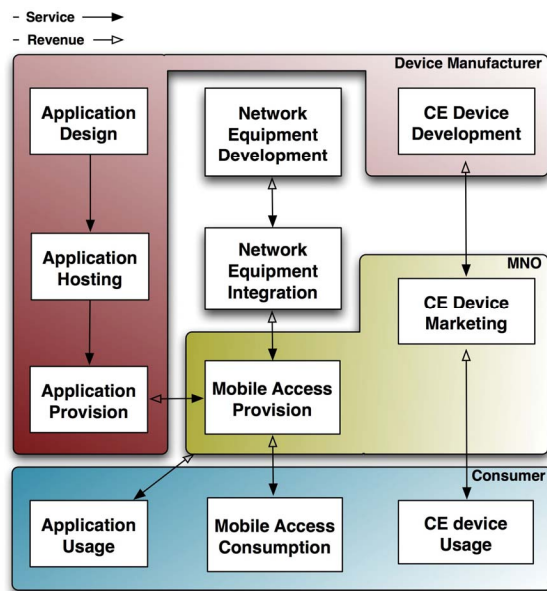 Service
Revenue
Device Manufacturer
Application
Design
Network
Equipment
Development
CE Device
Development
Application
Hosting
Network
Equipment
Integration
MNO
CE Device
Marketing
Application
Provision
Mobile Access
Provision
Consumer
Application
Usage
Mobile Access
Consumption
CE device
Usage